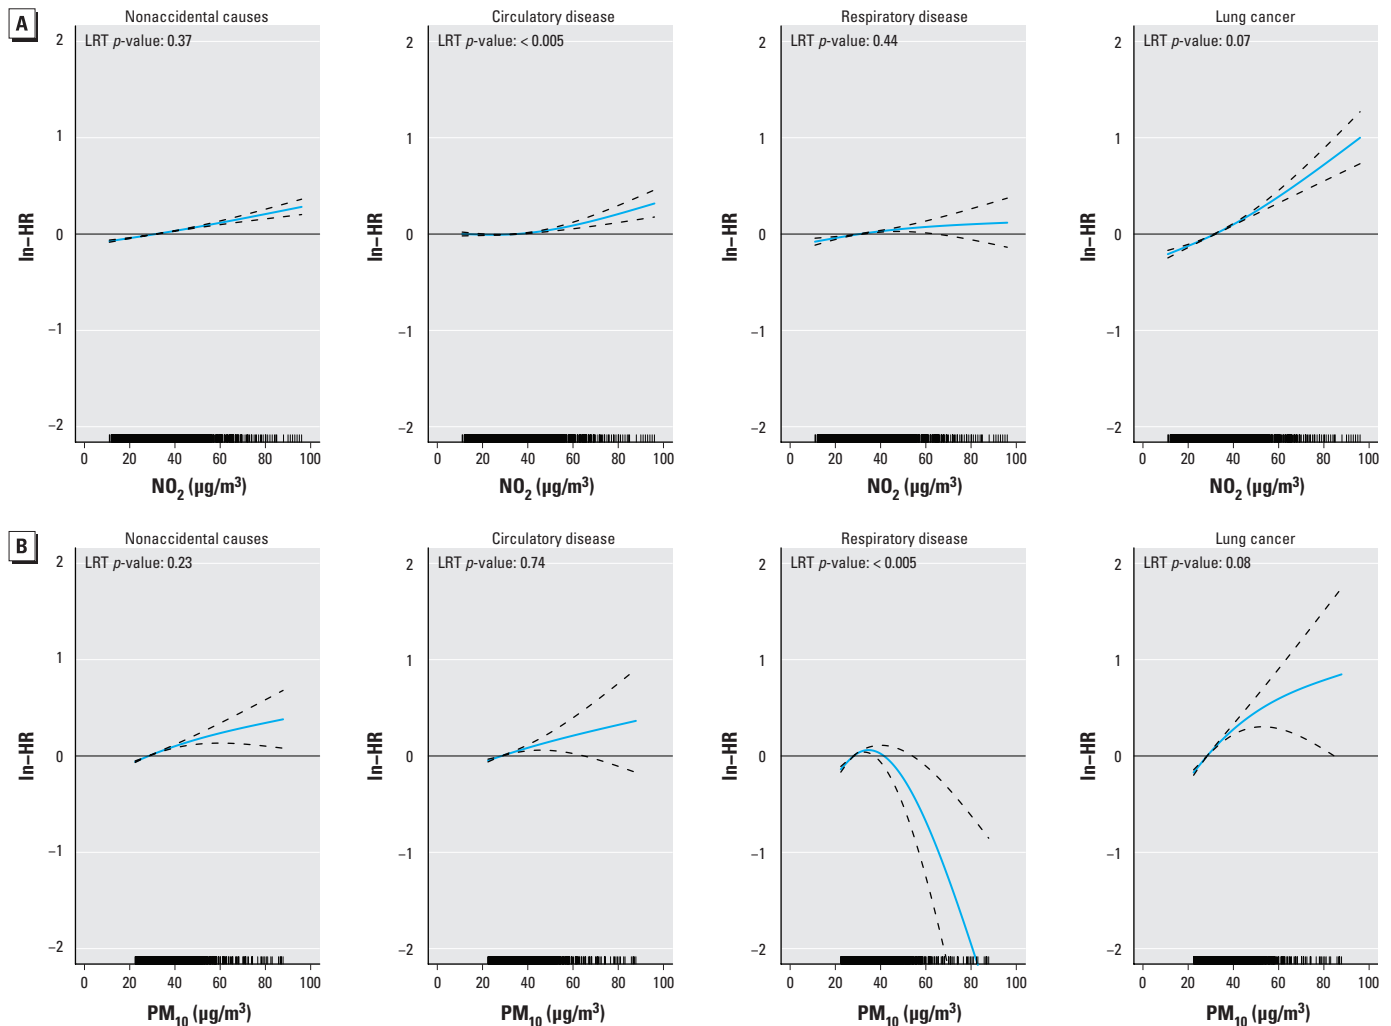 A
Nonaccidental causes
LRT p-value: 0.37
2
1
0
–1
–2
ln–HR
0 20 40 60 80 100
NO2 (µg/m3)
Circulatory disease
LRT p-value: < 0.005
2
1
0
–1
–2
ln–HR
0 20 40 60 80 100
NO2 (µg/m3)
Respiratory disease
LRT p-value: 0.44
2
1
0
–1
–2
ln–HR
0 20 40 60 80 100
NO2 (µg/m3)
Lung cancer
LRT p-value: 0.07
2
1
0
–1
–2
ln–HR
0 20 40 60 80 100
NO2 (µg/m3)
B
Nonaccidental causes
LRT p-value: 0.23
2
1
0
–1
–2
ln–HR
0 20 40 60 80 100
PM10 (µg/m3)
Circulatory disease
LRT p-value: 0.74
2
1
0
–1
–2
ln–HR
0 20 40 60 80 100
PM10 (µg/m3)
Respiratory disease
LRT p-value: < 0.005
2
1
0
–1
–2
ln–HR
0 20 40 60 80 100
PM10 (µg/m3)
Lung cancer
LRT p-value: 0.08
2
1
0
–1
–2
ln–HR
0 20 40 60 80 100
PM10 (µg/m3)